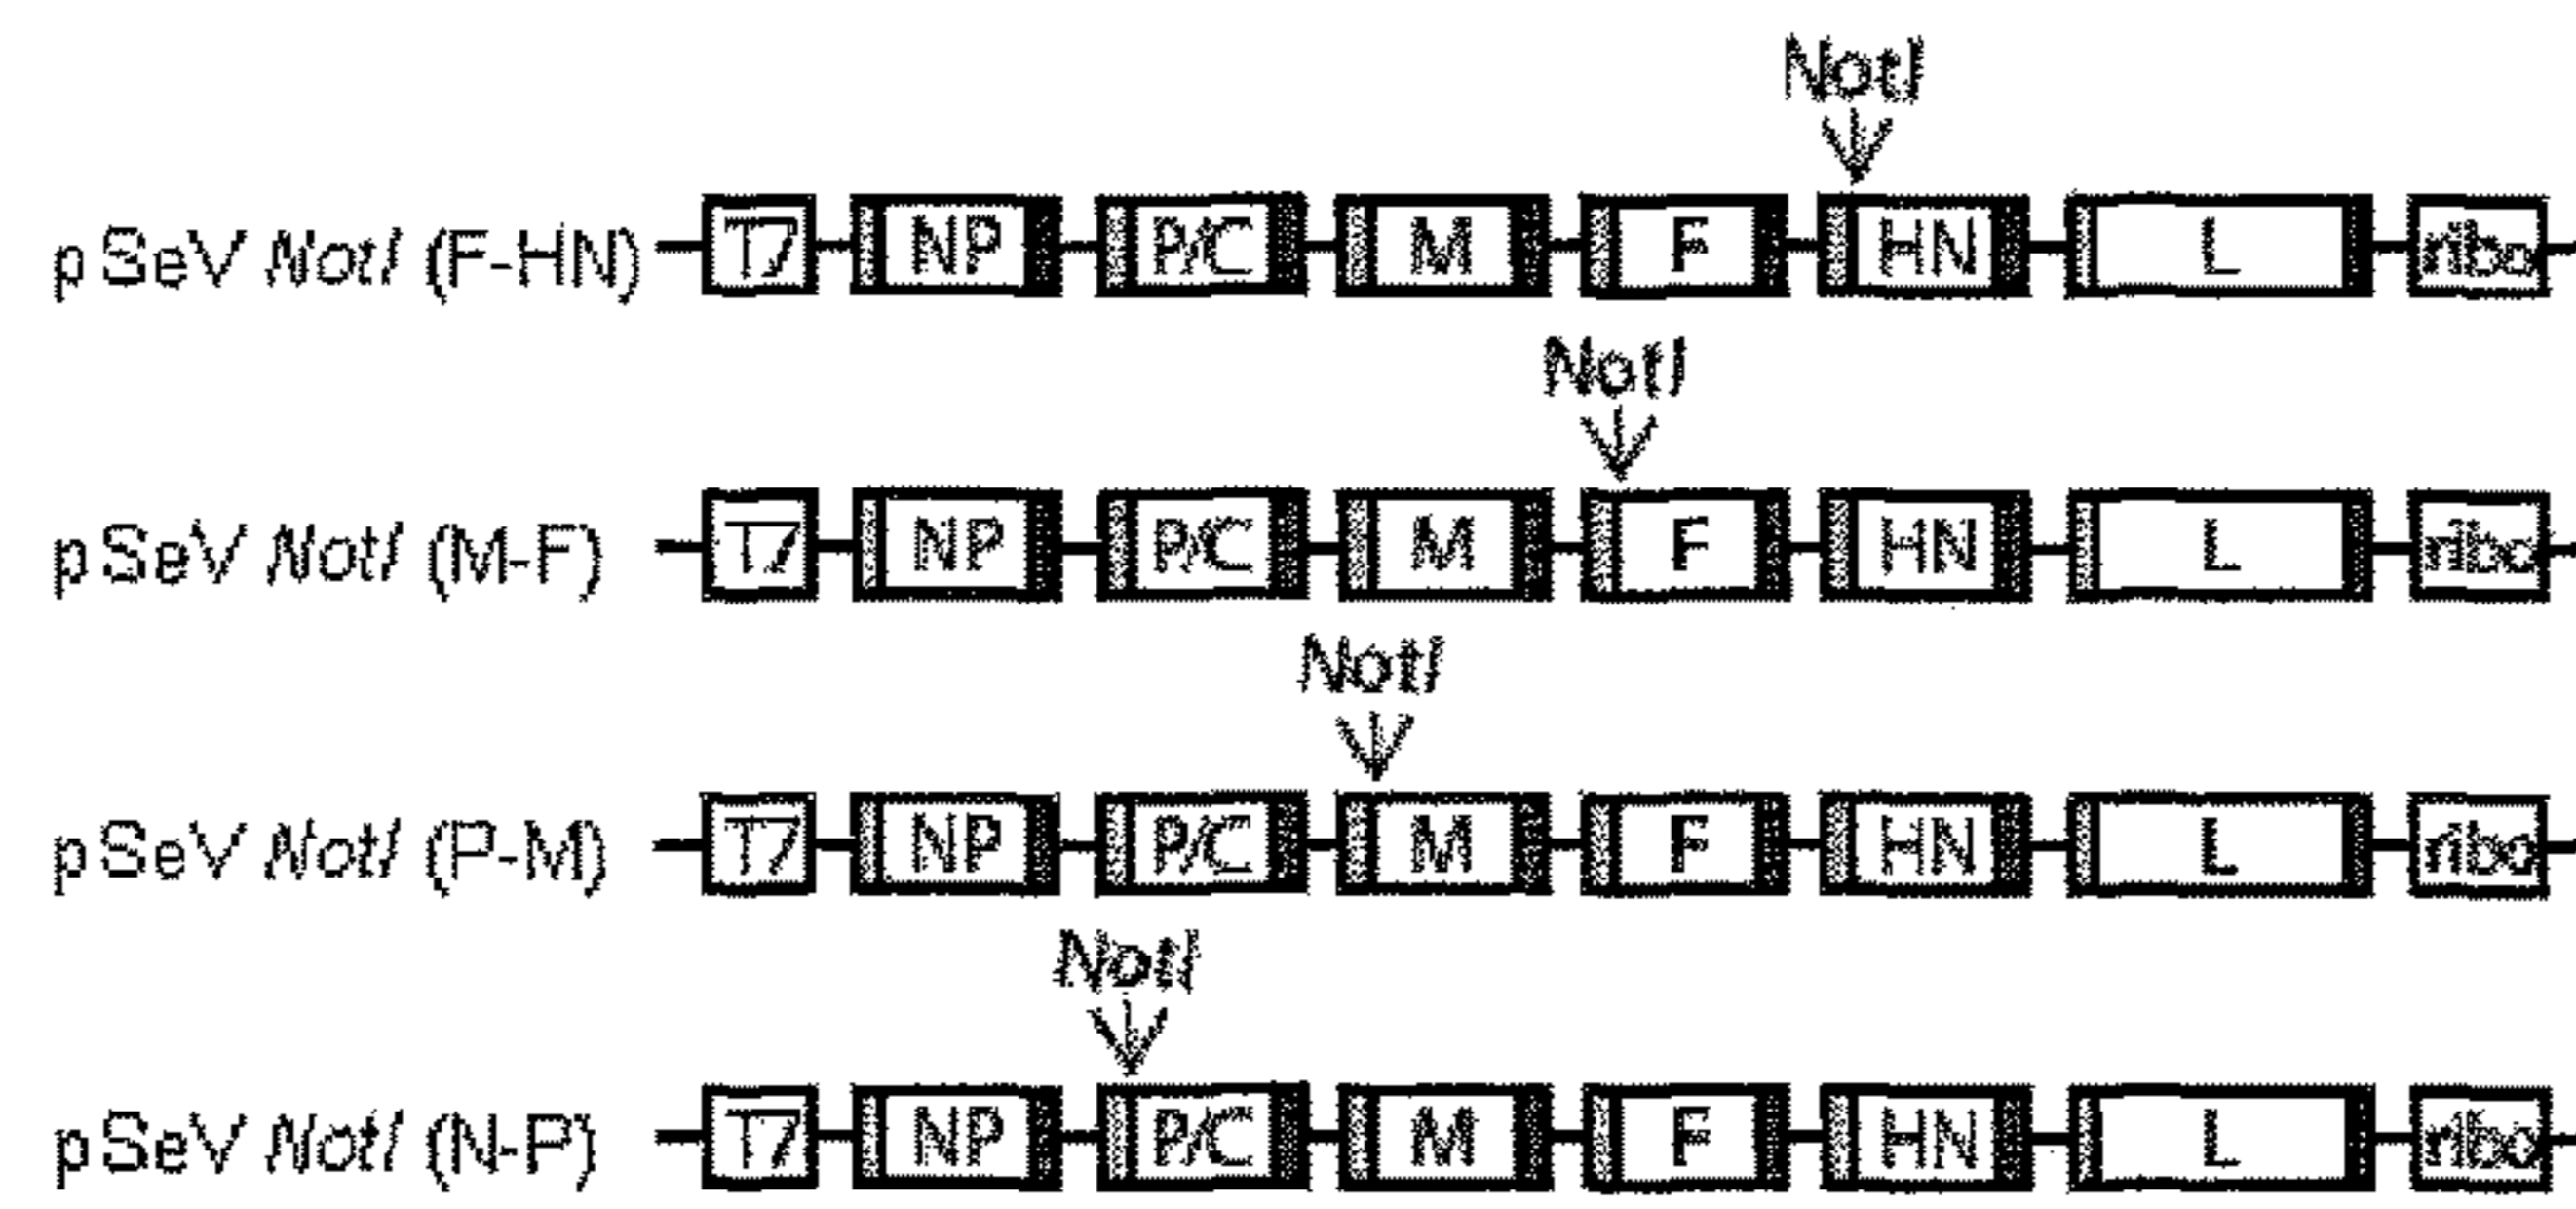 NotI
pSeV NotI (F-HN) T7 NP P/C M F HN L ribo
NotI
pSeV NotI (M-F) T7 NP P/C M F HN L ribo
NotI
pSeV NotI (P-M) T7 NP P/C M F HN L ribo
NotI
pSeV NotI (N-P) T7 NP P/C M F HN L ribo